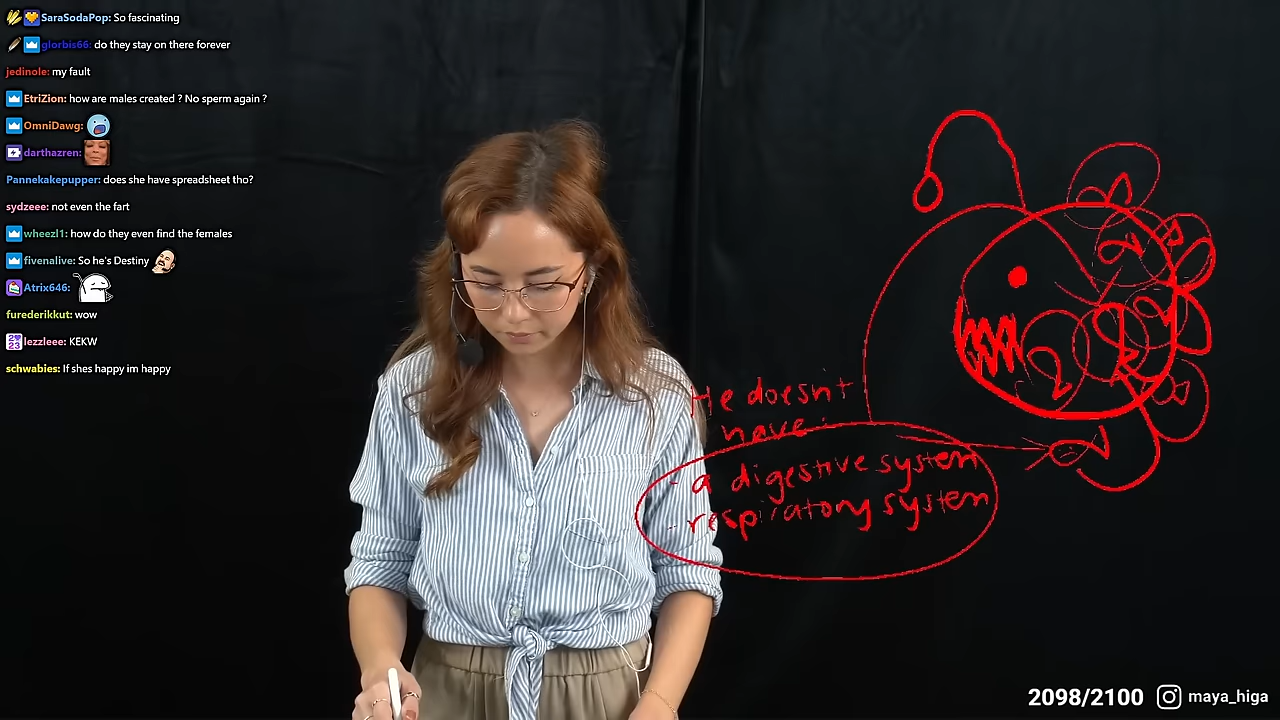 SaraSodaPop: So fascinating
glorbis66: do they stay on there forever
jedinole: my fault
EtriZion: how are males created ? No sperm again ?
OmniDawg:
darthazren:
Pannekakepupper: does she have spreadsheet tho?
sydzeee: not even the fart
wheezl1: how do they even find the females
fivenalive: So he's Destiny
Atrix646:
furederikkut: wow
lezzleee: KEKW
schwabies: If shes happy im happy
He doesn't
have:
- a digestive system
- respiratory system
2098/2100 maya_higa